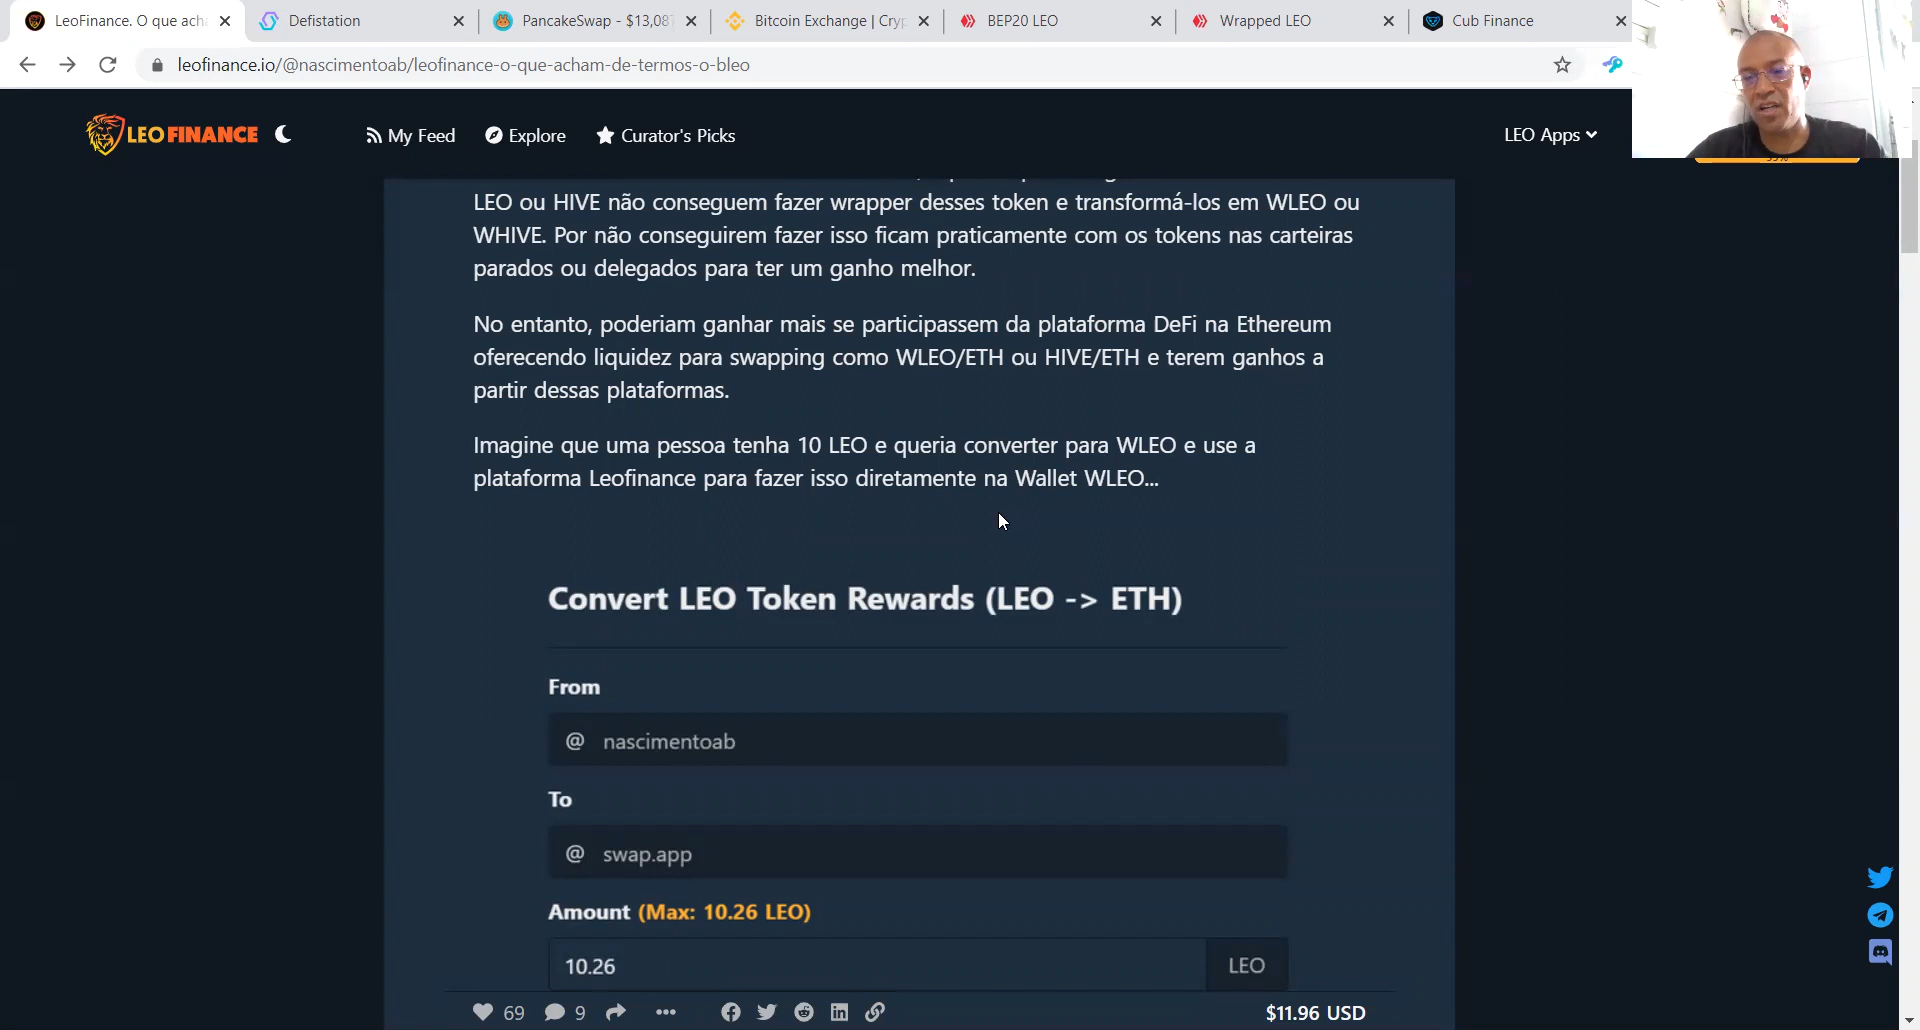 LeoFinance. O que ach
Defistation
PancakeSwap - $13,087
Bitcoin Exchange | Cryp
BEP20 LEO
Wrapped LEO
Cub Finance
leofinance.io/@nascimentoab/leofinance-o-que-acham-de-termos-o-bleo
LEOFINANCE
My Feed
Explore
Curator's Picks
LEO Apps
LEO ou HIVE não conseguem fazer wrapper desses token e transformá-los em WLEO ou
WHIVE. Por não conseguirem fazer isso ficam praticamente com os tokens nas carteiras
parados ou delegados para ter um ganho melhor.
No entanto, poderiam ganhar mais se participassem da plataforma DeFi na Ethereum
oferecendo liquidez para swapping como WLEO/ETH ou HIVE/ETH e terem ganhos a
partir dessas plataformas.
Imagine que uma pessoa tenha 10 LEO e queria converter para WLEO e use a
plataforma Leofinance para fazer isso diretamente na Wallet WLEO...
Convert LEO Token Rewards (LEO -> ETH)
From
@ nascimentoab
To
@ swap.app
Amount (Max: 10.26 LEO)
10.26 LEO
69 9 $11.96 USD